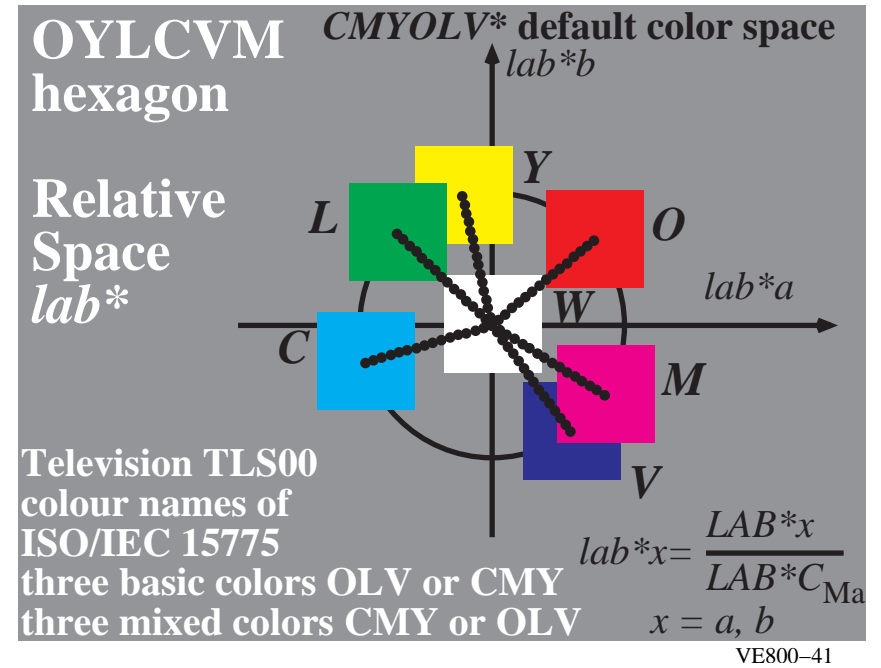 OYLCVM
hexagon
CMYOLV* default color space
lab*b
Y
L
O
Relative
Space
lab*
lab*a
W
C
M
V
Television TLS00
colour names of
ISO/IEC 15775
three basic colors OLV or CMY
three mixed colors CMY or OLV
lab*x= LAB*x
LAB*C_Ma
x = a, b
VE800−41